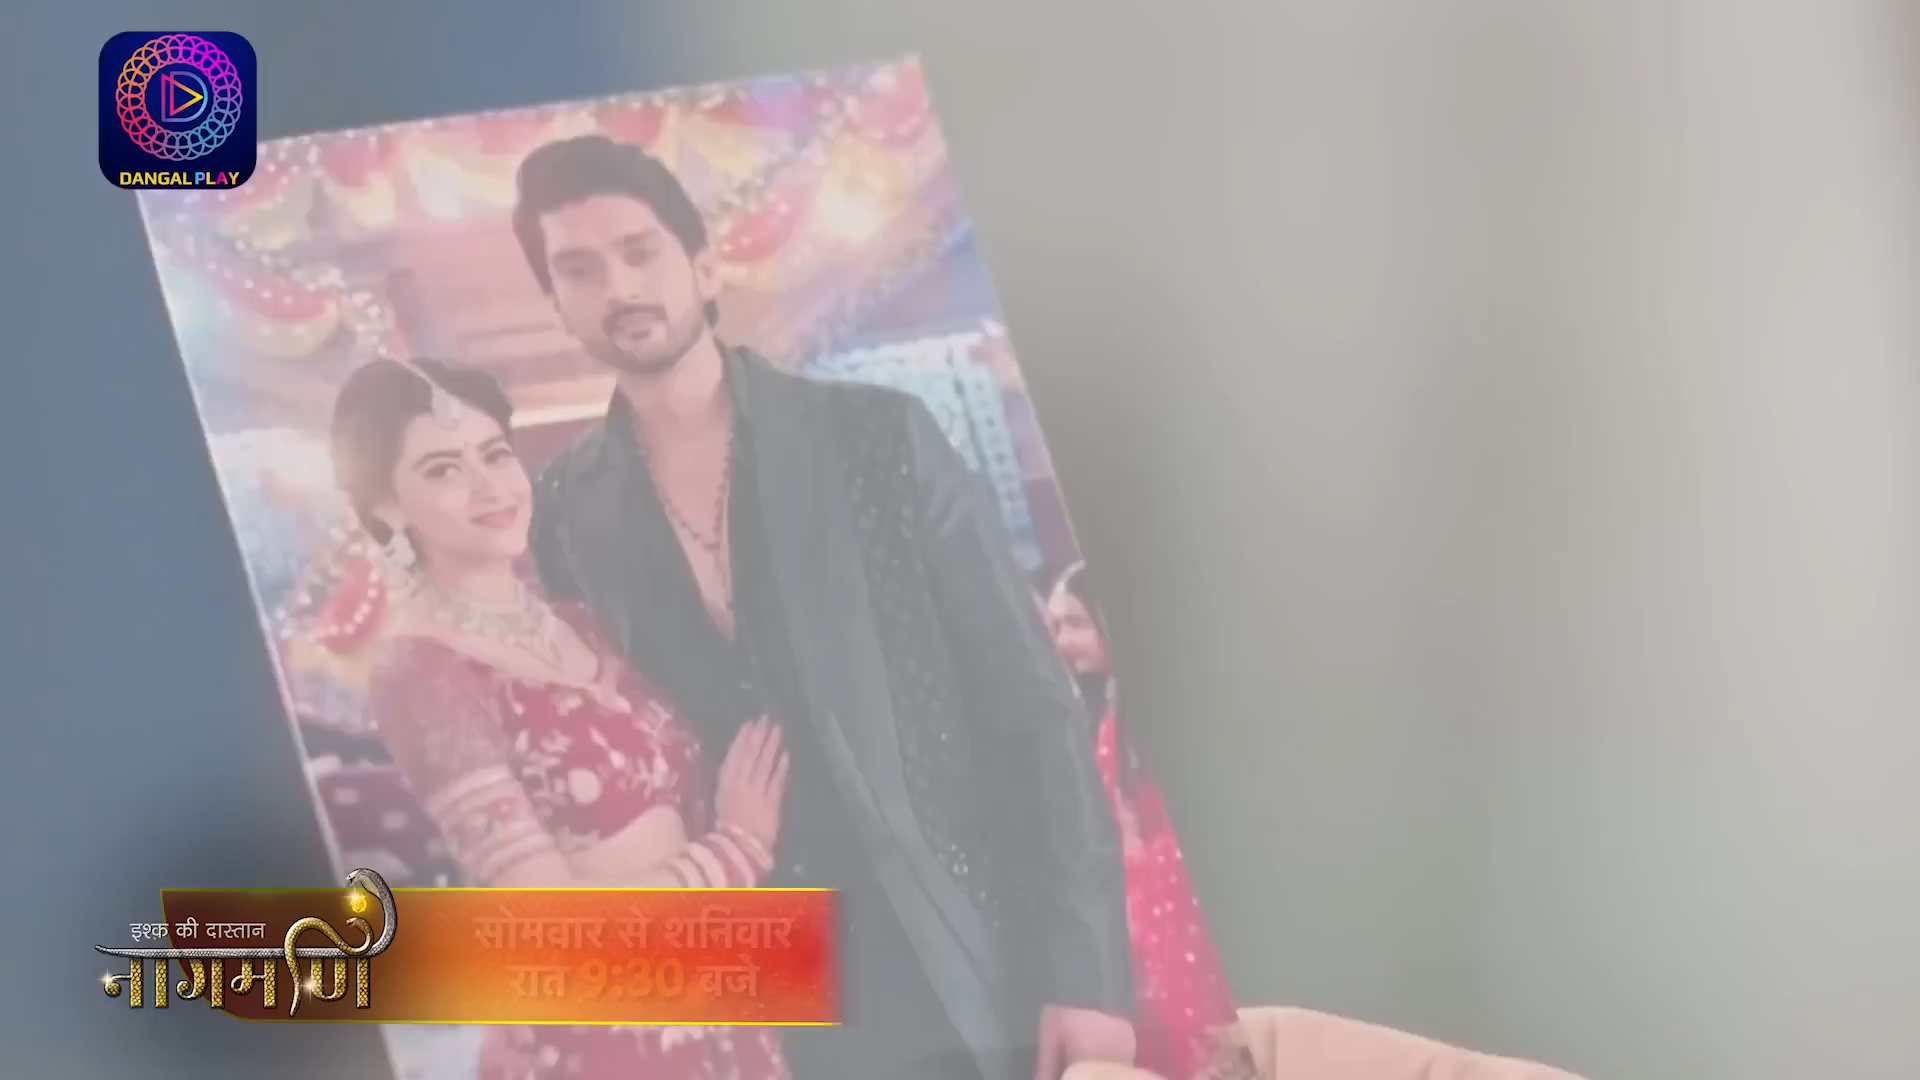 DANGAL PLAY
इश्क़ की दास्तान
नागमणि
सोमवार से शनिवार
रात 9:30 बजे